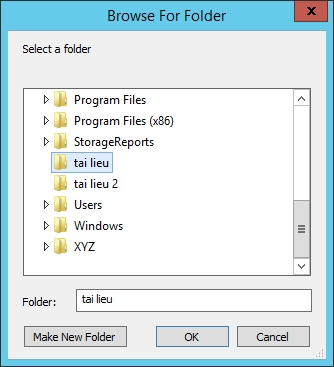 Browse For Folder
x
Select a folder
Program Files
Program Files (x86)
StorageReports
tai lieu
tai lieu 2
Users
Windows
XYZ
Folder: tai lieu
Make New Folder OK Cancel